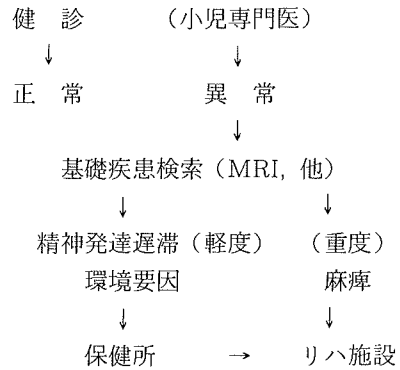 健　診　（小児専門医）
↓　↓
正　常　異　常
↓
基礎疾患検索（MRI, 他）
↓　↓
精神発達遅滞（軽度）　（重度）
環境要因　麻痺
↓　↓
保健所　→　リハ施設